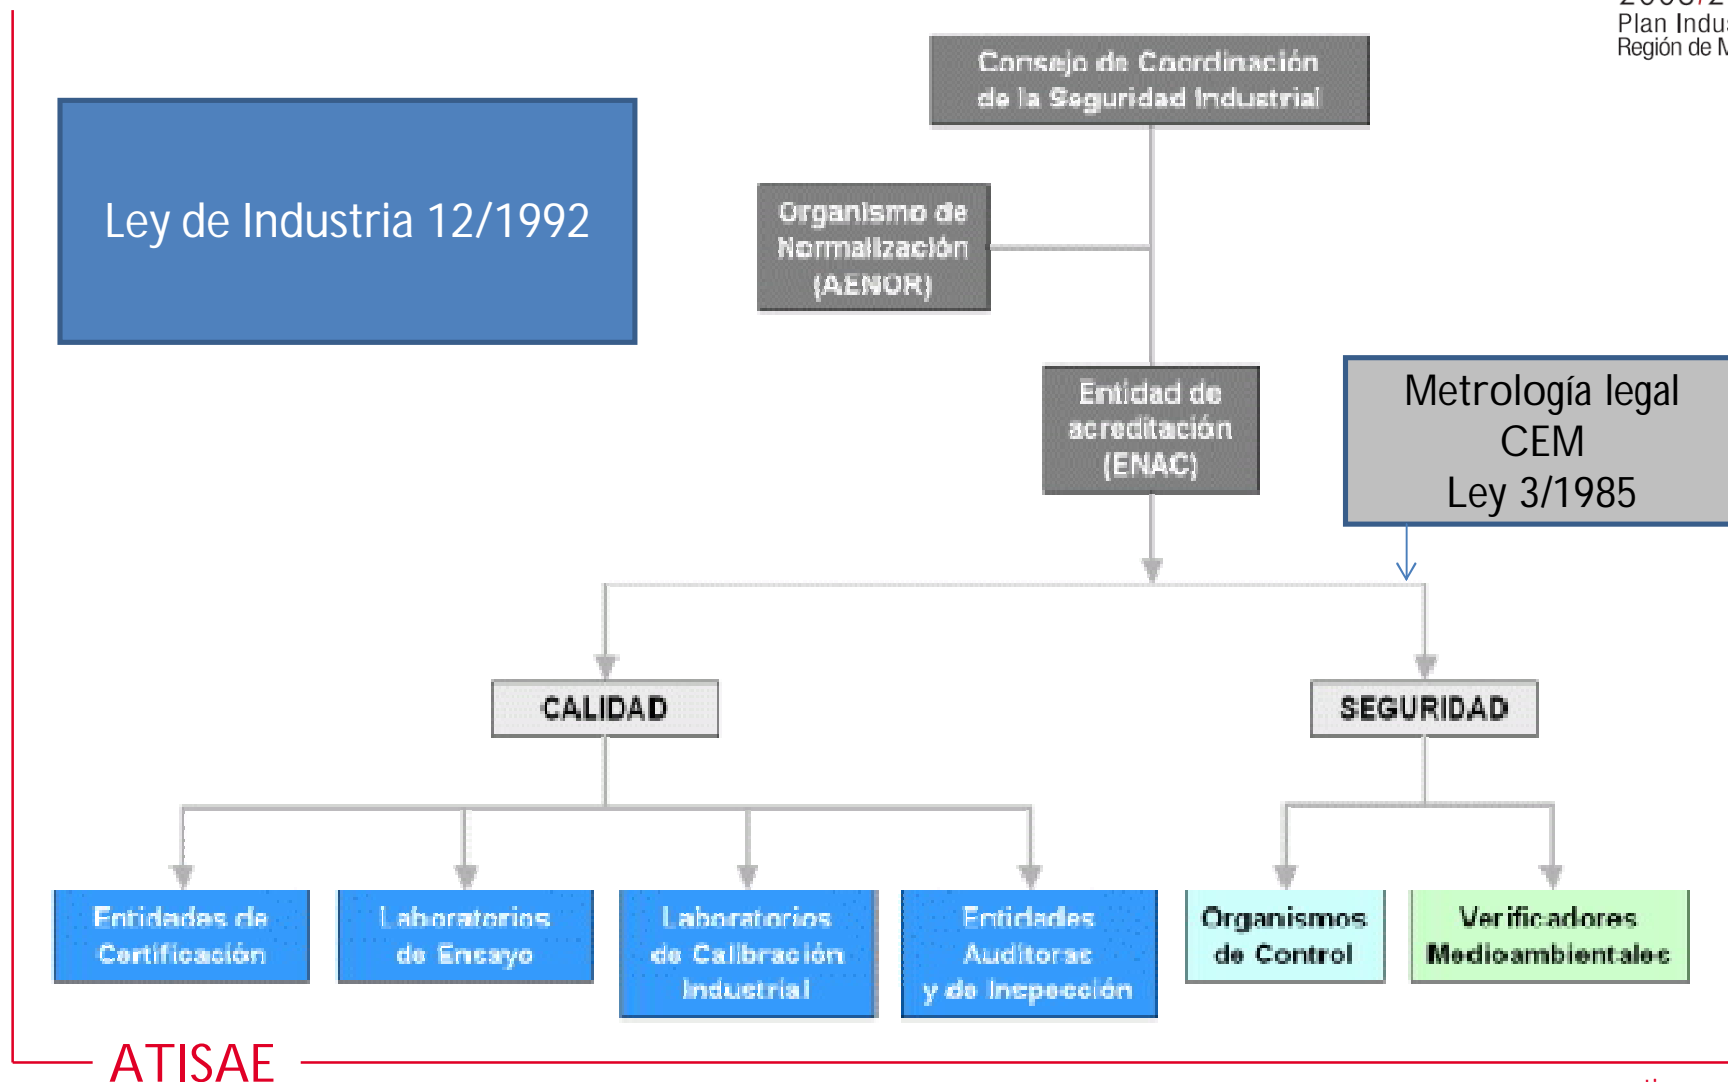 Plan Indus
Región de M
Consejo de Coordinación
de la Seguridad Industrial
Ley de Industria 12/1992
Organismo de
Normalización
(AENOR)
Entidad de
acreditación
(ENAC)
Metrología legal
CEM
Ley 3/1985
CALIDAD
SEGURIDAD
Entidades de
Certificación
Laboratorios
de Ensayo
Laboratorios
de Calibración
Industrial
Entidades
Auditoras
y de Inspección
Organismos
de Control
Verificadores
Medioambientales
ATISAE